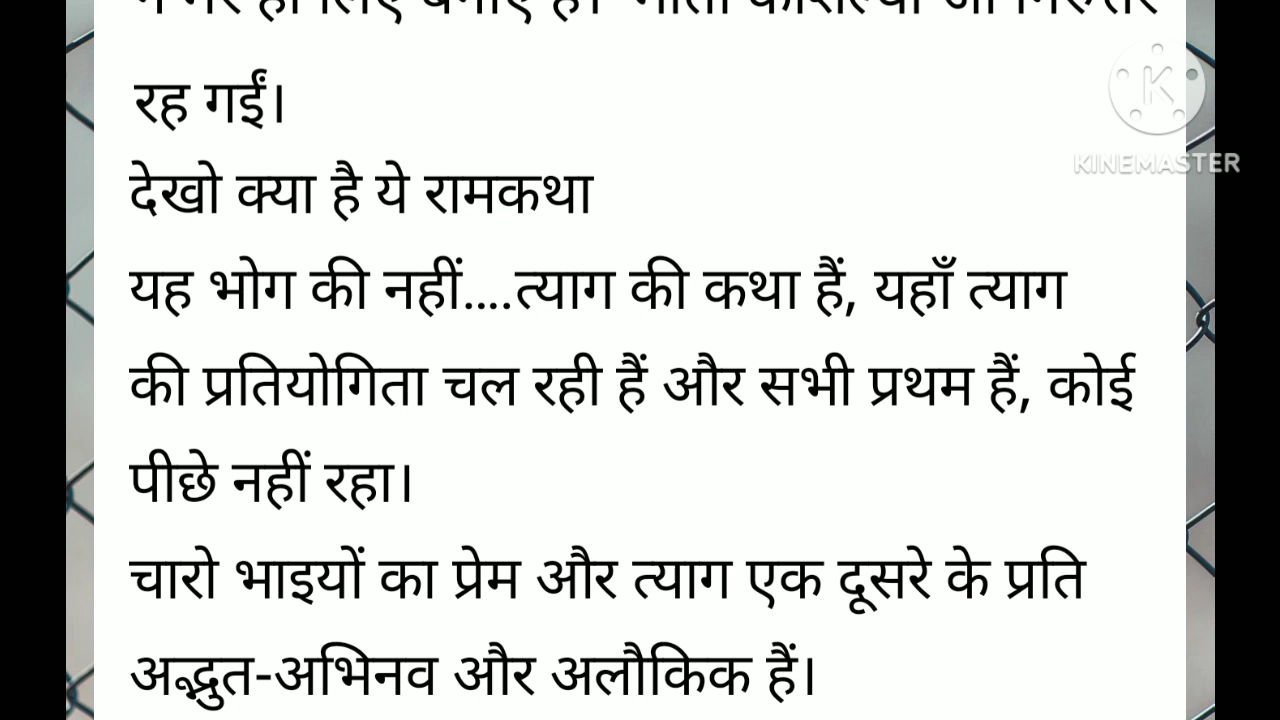 रह गईं।
देखो क्या है ये रामकथा
यह भोग की नहीं....त्याग की कथा हैं, यहाँ त्याग
की प्रतियोगिता चल रही हैं और सभी प्रथम हैं, कोई
पीछे नहीं रहा।
चारो भाइयों का प्रेम और त्याग एक दूसरे के प्रति
अद्भुत-अभिनव और अलौकिक हैं।
K
KINEMASTER